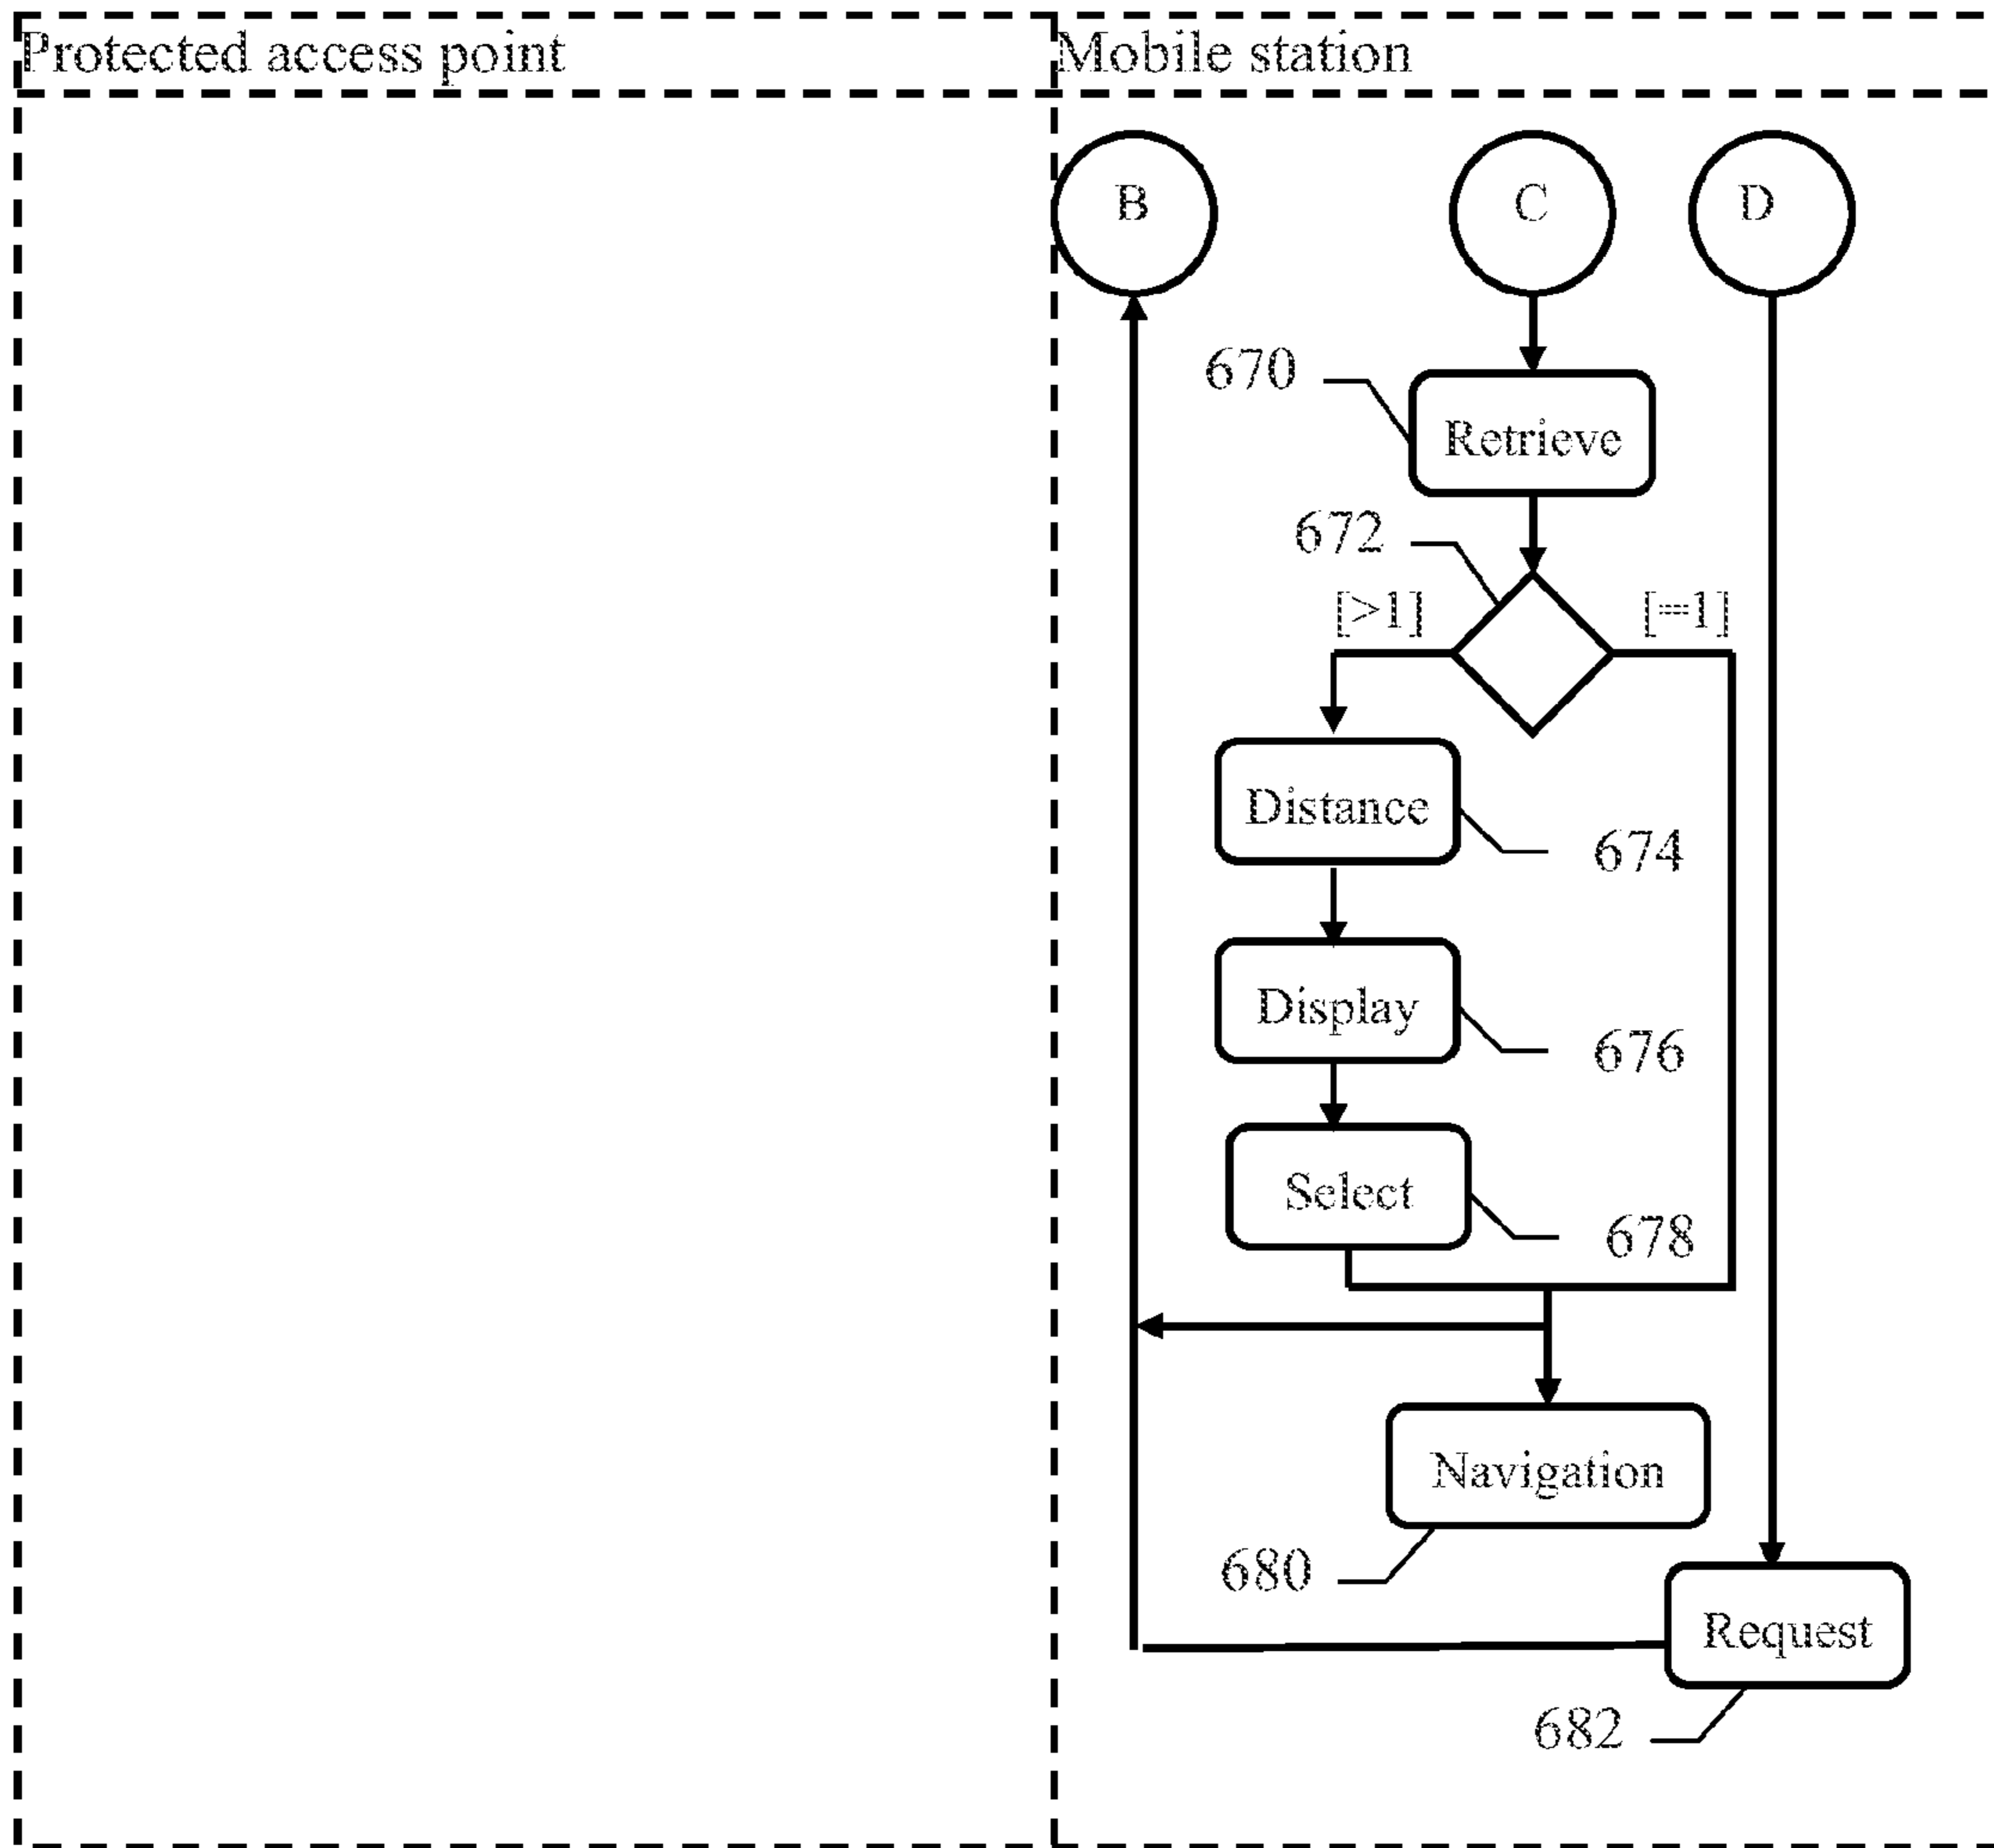 Protected access point
Mobile station
B
C
D
670
Retrieve
672
[>1]
[=1]
Distance
674
Display
676
Select
678
Navigation
680
Request
682